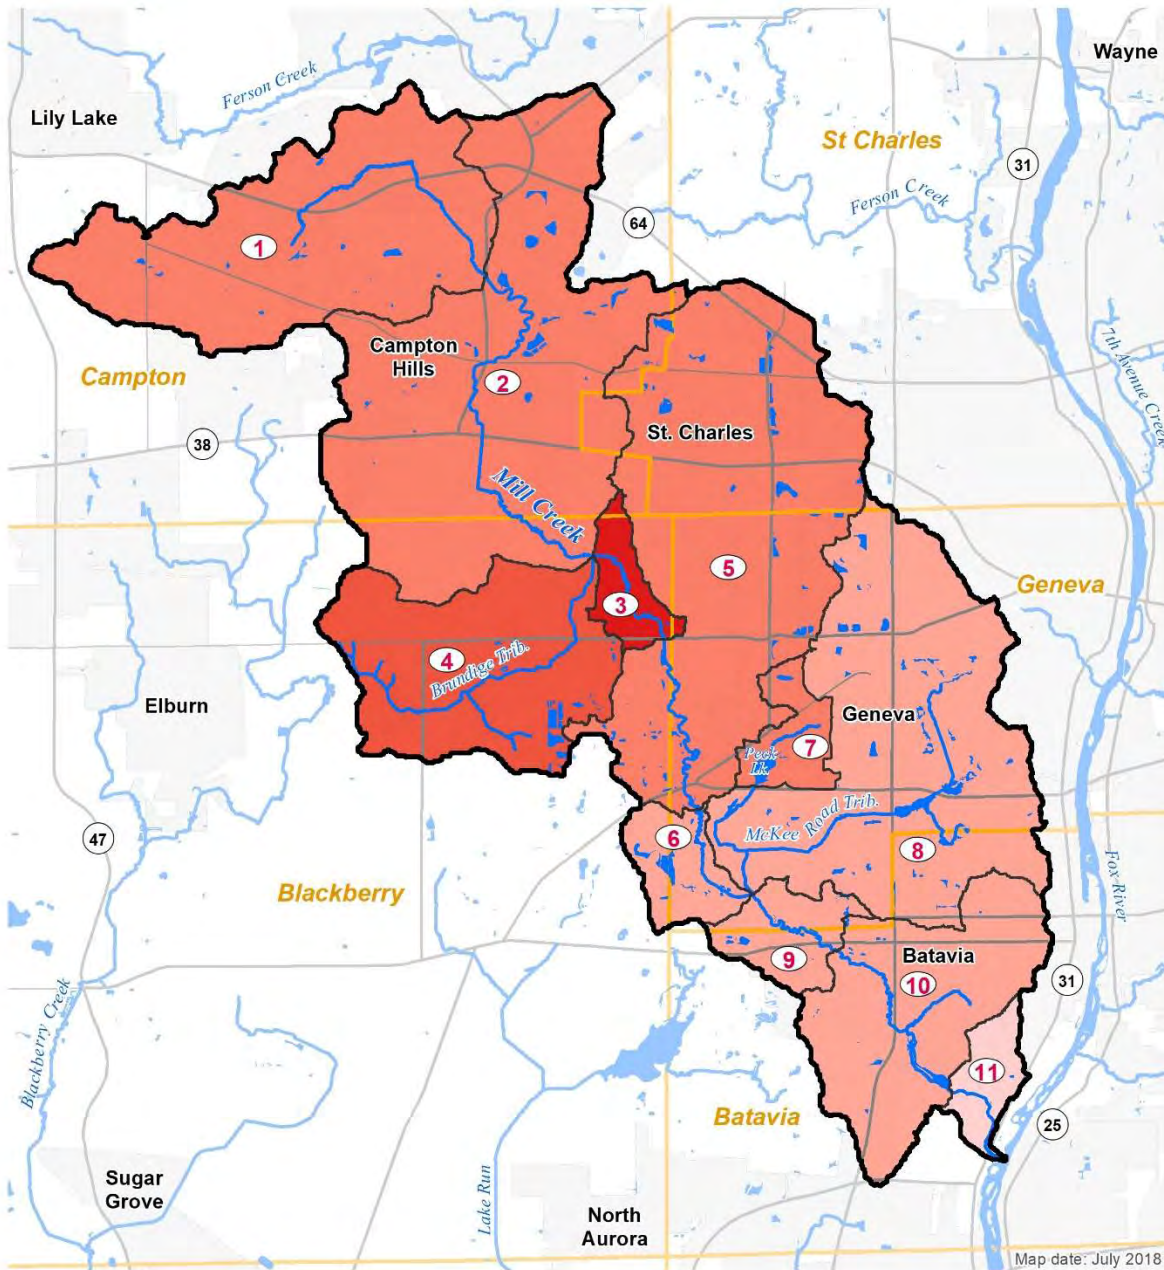 Wayne
Ferson Creek
Lily Lake
St Charles
31
Ferson Creek
64
1
7th Avenue Creek
Campton
Hills
Campton
2
St. Charles
38
Mill Creek
5
Geneva
3
4
Brundige Trib.
Elburn
Geneva
7
Peck
Lk.
McKee Road Trib.
47
6
8
Blackberry
Fox River
9
Batavia
10
31
Blackberry Creek
11
Batavia
25
Sugar
Grove
Lake Run
North
Aurora
Map date: July 2018